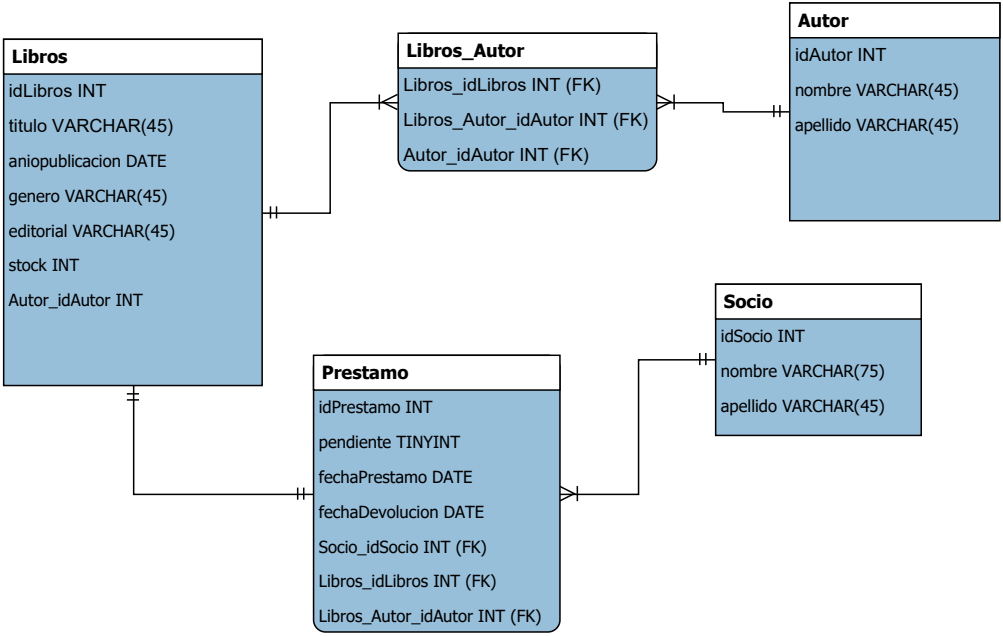 Libros
idLibros INT
titulo VARCHAR(45)
aniopublicacion DATE
genero VARCHAR(45)
editorial VARCHAR(45)
stock INT
Autor_idAutor INT
Libros_Autor
Libros_idLibros INT (FK)
Libros_Autor_idAutor INT (FK)
Autor_idAutor INT (FK)
Autor
idAutor INT
nombre VARCHAR(45)
apellido VARCHAR(45)
Prestamo
idPrestamo INT
pendiente TINYINT
fechaPrestamo DATE
fechaDevolucion DATE
Socio_idSocio INT (FK)
Libros_idLibros INT (FK)
Libros_Autor_idAutor INT (FK)
Socio
idSocio INT
nombre VARCHAR(75)
apellido VARCHAR(45)